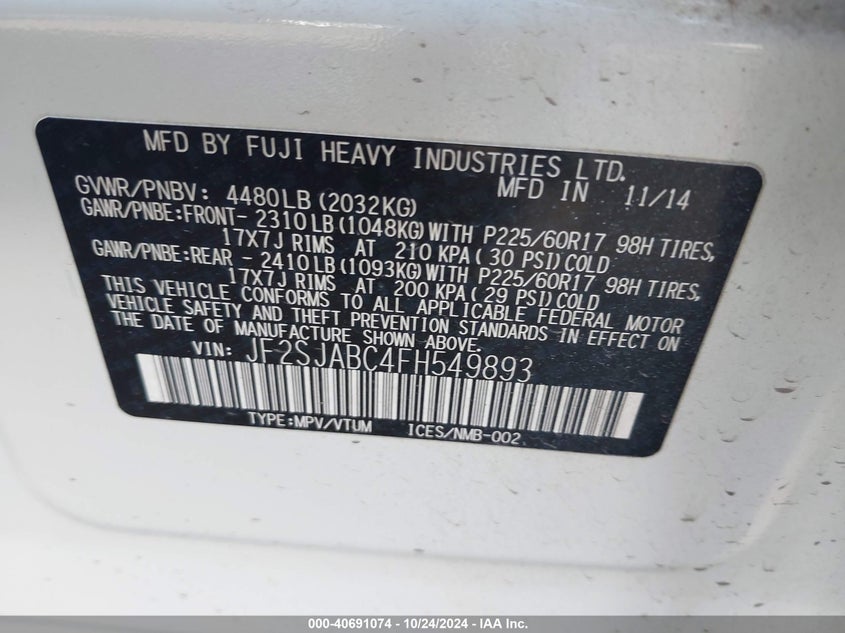 MFD BY FUJI HEAVY INDUSTRIES LTD.
GVWR/PNBV: 4480LB (2032KG) MFD IN 11/14
GAWR/PNBE:FRONT- 2310LB(1048KG)WITH P225/60R17 98H TIRES,
17X7J RIMS AT 210 KPA( 30 PSI)COLD
GAWR/PNBE:REAR - 2410LB(1093KG)WITH P225/60R17 98H TIRES,
17X7J RIMS AT 200 KPA(29 PSI)COLD
THIS VEHICLE CONFORMS TO ALL APPLICABLE FEDERAL MOTOR
VEHICLE SAFETY AND THEFT PREVENTION STANDARDS IN EFFECT ON
THE DATE OF MANUFACTURE SHOWN ABOVE.
VIN: JF2SJABC4FH549893
TYPE:MPV/VTUM ICES/NMB-002
000-40691074 - 10/24/2024 - IAA, Inc.